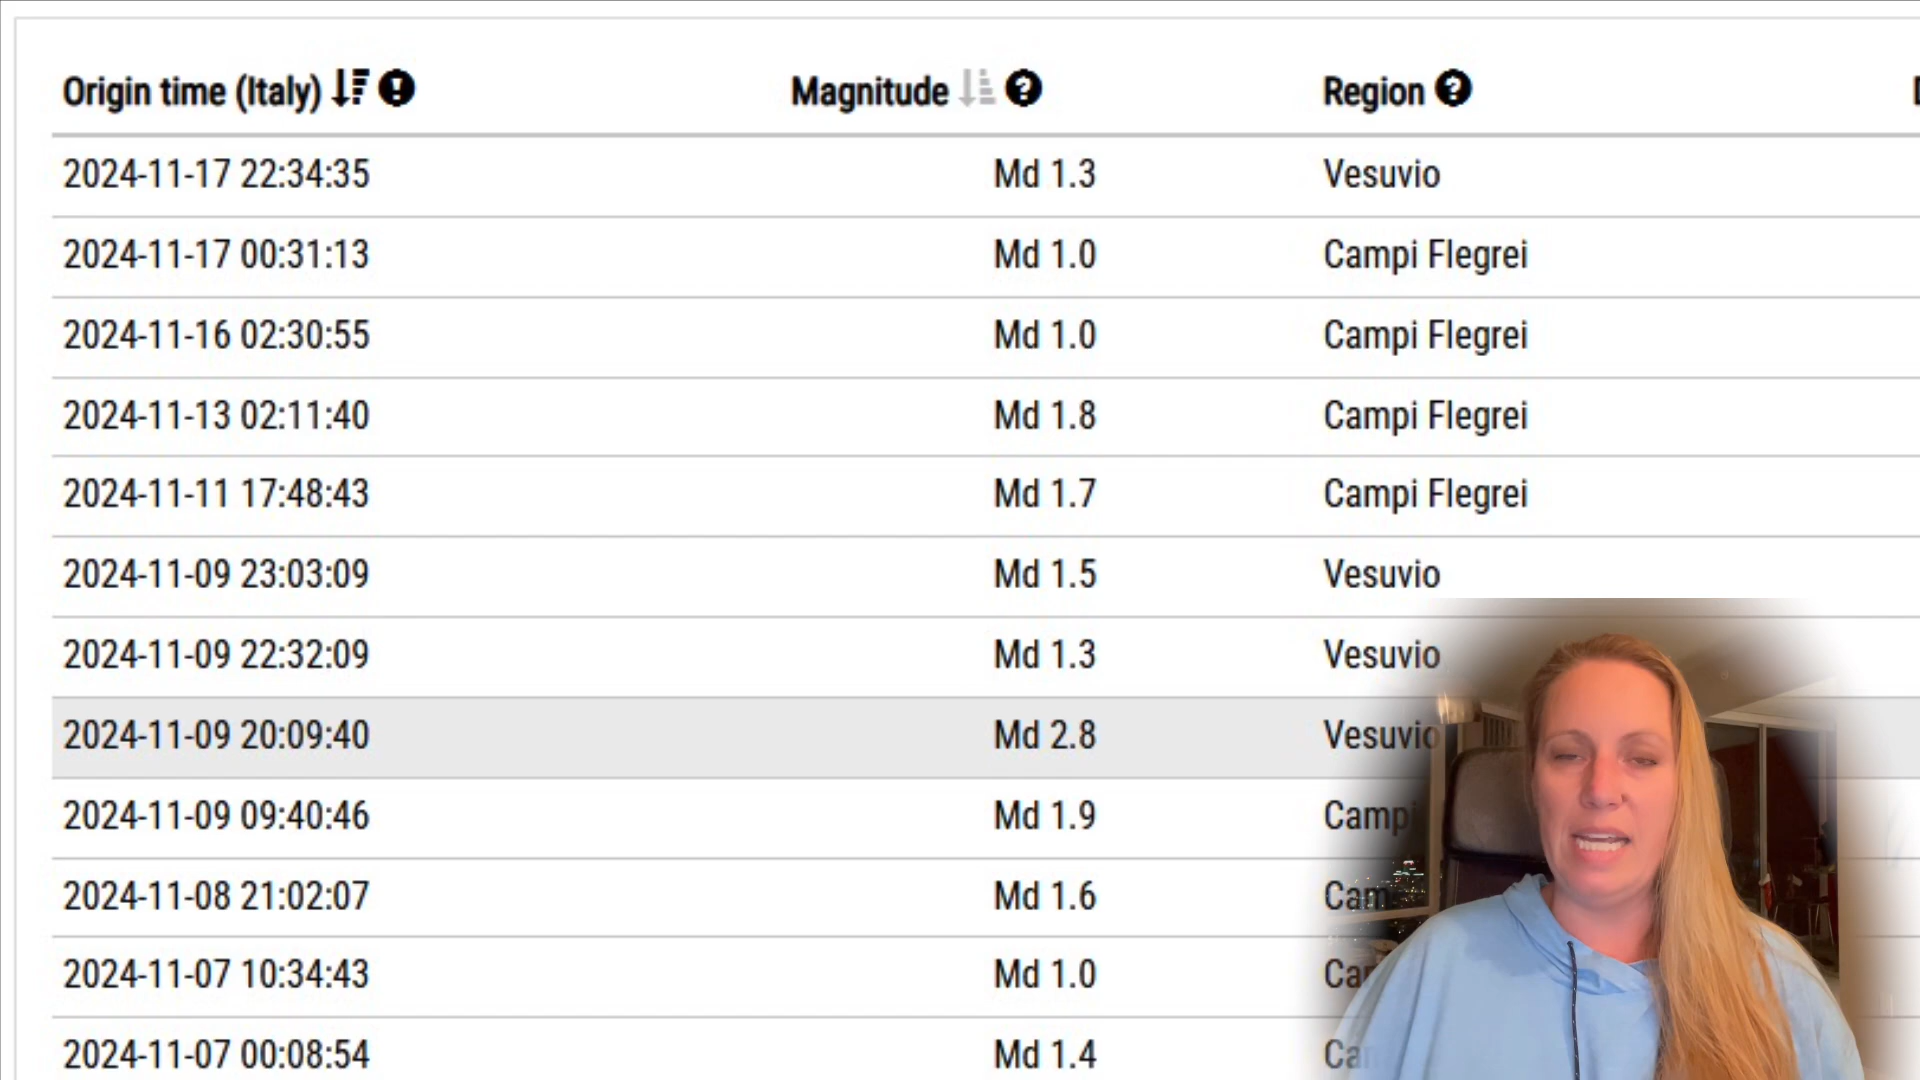 Origin time (Italy) Magnitude Region
2024-11-17 22:34:35 Md 1.3 Vesuvio
2024-11-17 00:31:13 Md 1.0 Campi Flegrei
2024-11-16 02:30:55 Md 1.0 Campi Flegrei
2024-11-13 02:11:40 Md 1.8 Campi Flegrei
2024-11-11 17:48:43 Md 1.7 Campi Flegrei
2024-11-09 23:03:09 Md 1.5 Vesuvio
2024-11-09 22:32:09 Md 1.3 Vesuvio
2024-11-09 20:09:40 Md 2.8 Vesuvio
2024-11-09 09:40:46 Md 1.9 Camp
2024-11-08 21:02:07 Md 1.6 Cam
2024-11-07 10:34:43 Md 1.0 Ca
2024-11-07 00:08:54 Md 1.4 Ca